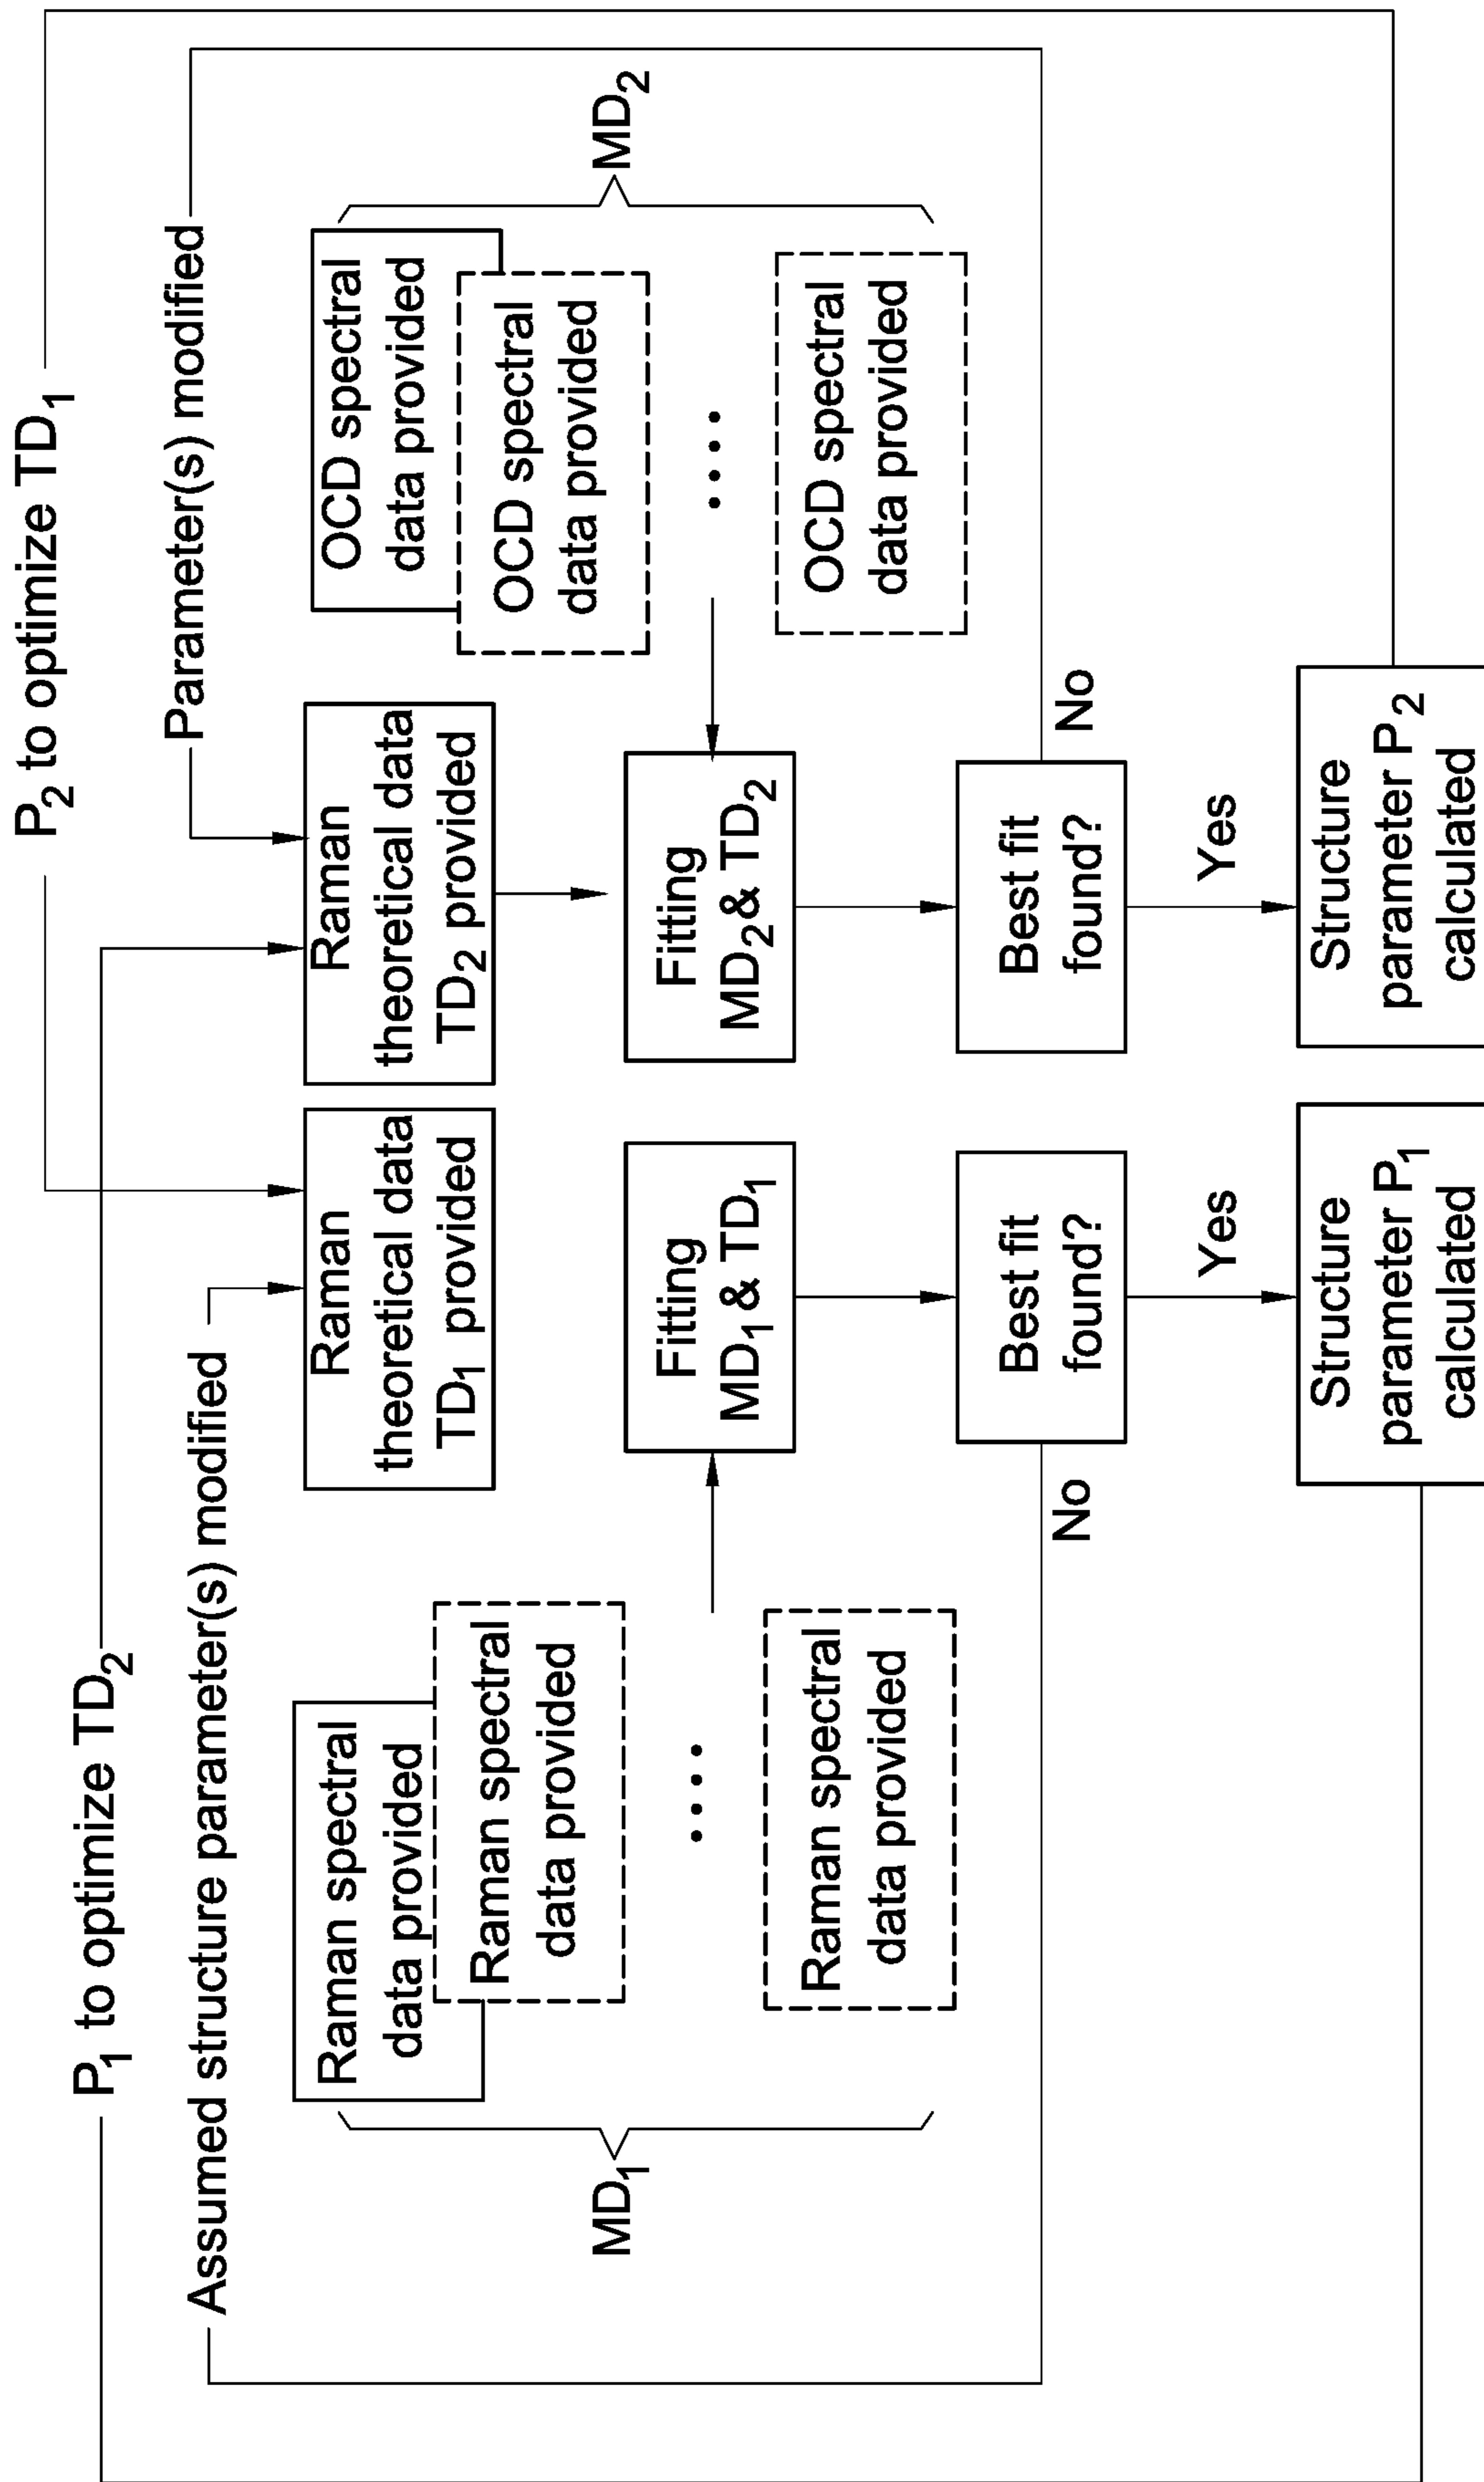 P2 to optimize TD1
P1 to optimize TD2
Parameter(s) modified
Assumed structure parameter(s) modified
Raman spectral
data provided
Raman spectral
data provided
Raman spectral
data provided
MD1
Raman
theoretical data
TD1 provided
Raman
theoretical data
TD2 provided
OCD spectral
data provided
OCD spectral
data provided
OCD spectral
data provided
MD2
Fitting
MD1 & TD1
Fitting
MD2 & TD2
No
Best fit
found?
Best fit
found?
No
Yes
Yes
Structure
parameter P1
calculated
Structure
parameter P2
calculated